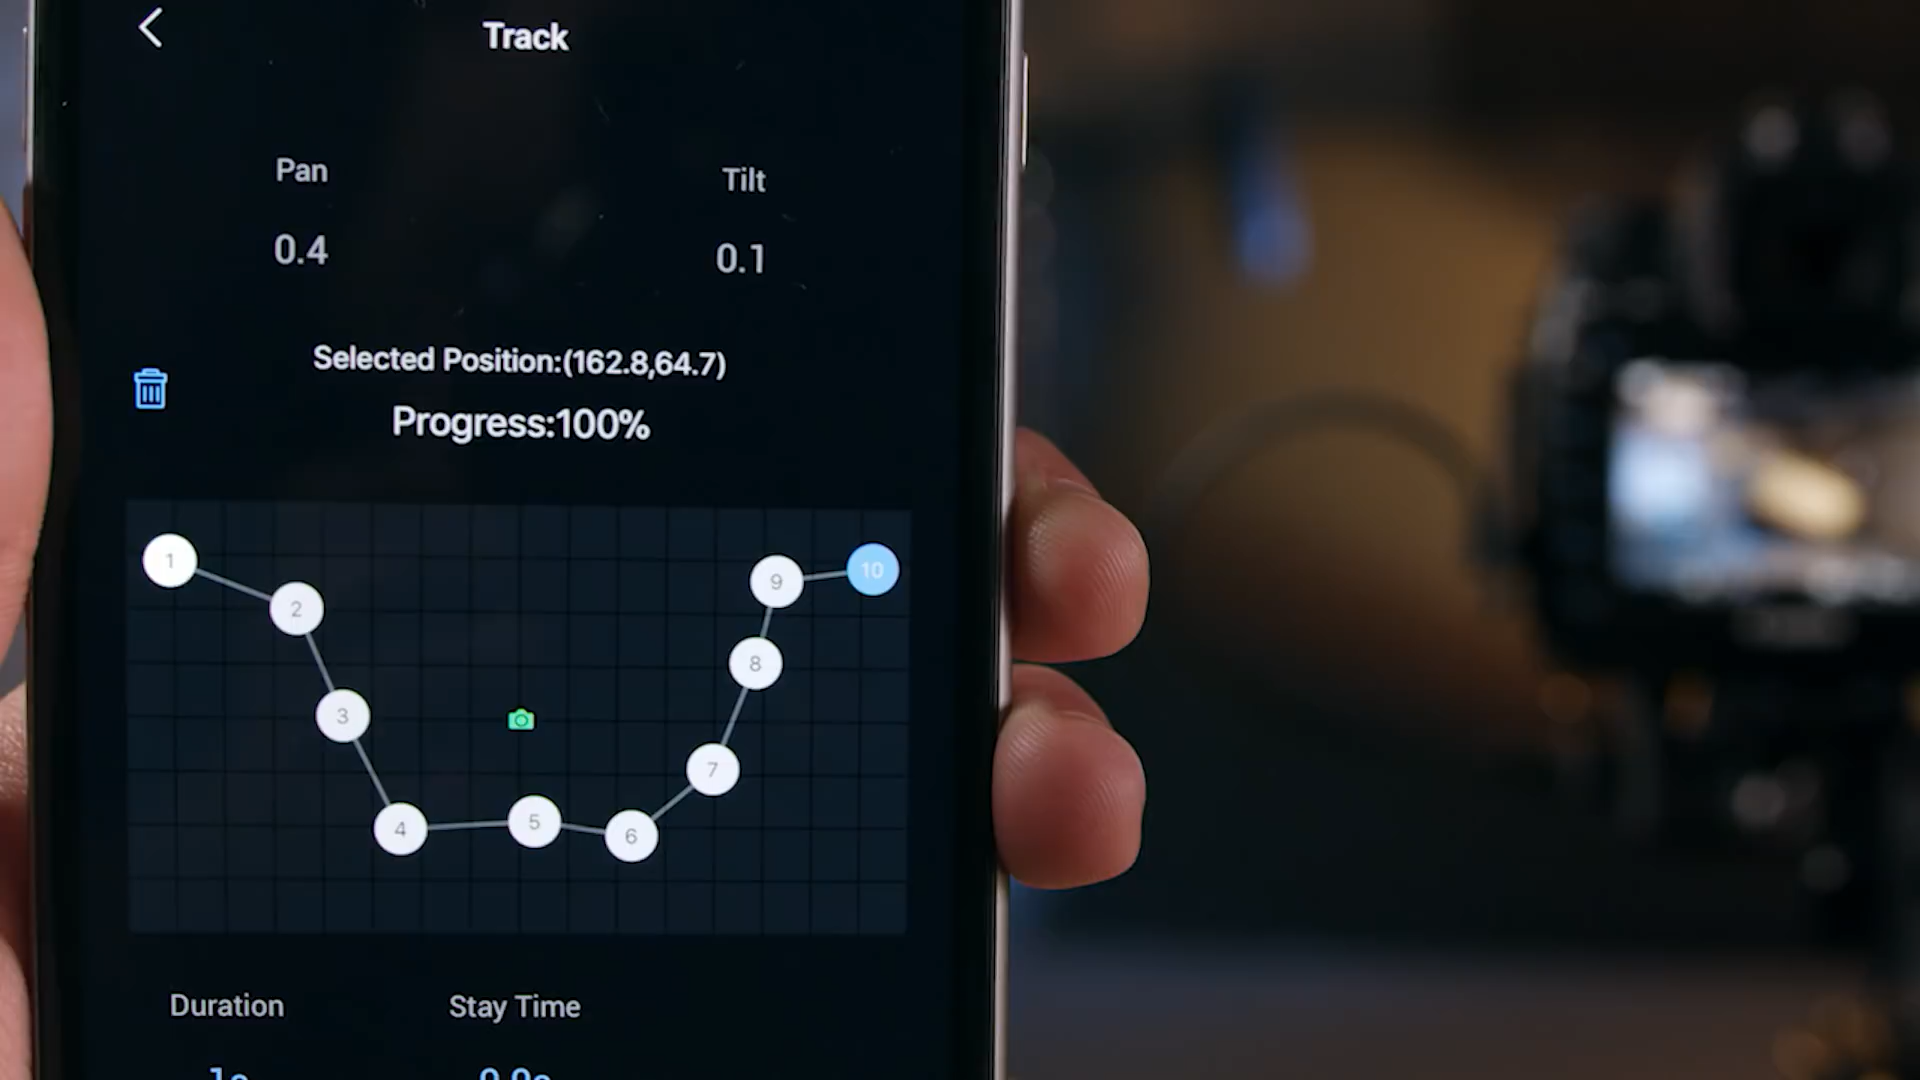 Track
Pan
Tilt
0.4
0.1
Selected Position:(162.8,64.7)
Progress:100%
1
2
3
4
5
6
7
8
9
10
Duration
Stay Time